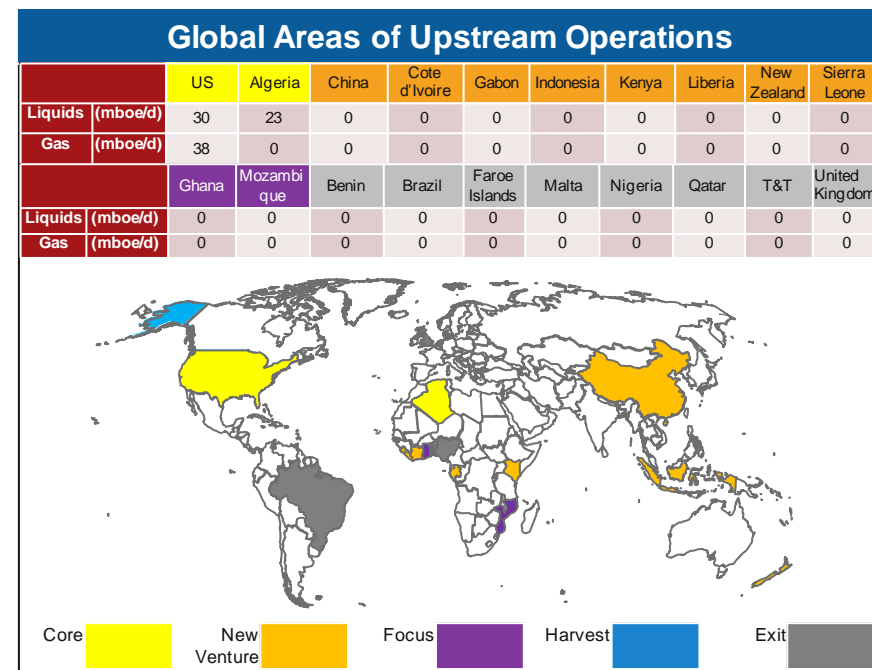 Global Areas of Upstream Operations
US Algeria China Cote d'Ivoire Gabon Indonesia Kenya Liberia New Zealand Sierra Leone
Liquids (mboe/d) 30 23 0 0 0 0 0 0 0 0
Gas (mboe/d) 38 0 0 0 0 0 0 0 0 0
Ghana Mozambi que Benin Brazil Faroe Islands Malta Nigeria Qatar T&T United Kingdom
Liquids (mboe/d) 0 0 0 0 0 0 0 0 0 0
Gas (mboe/d) 0 0 0 0 0 0 0 0 0 0
Core New Venture Focus Harvest Exit